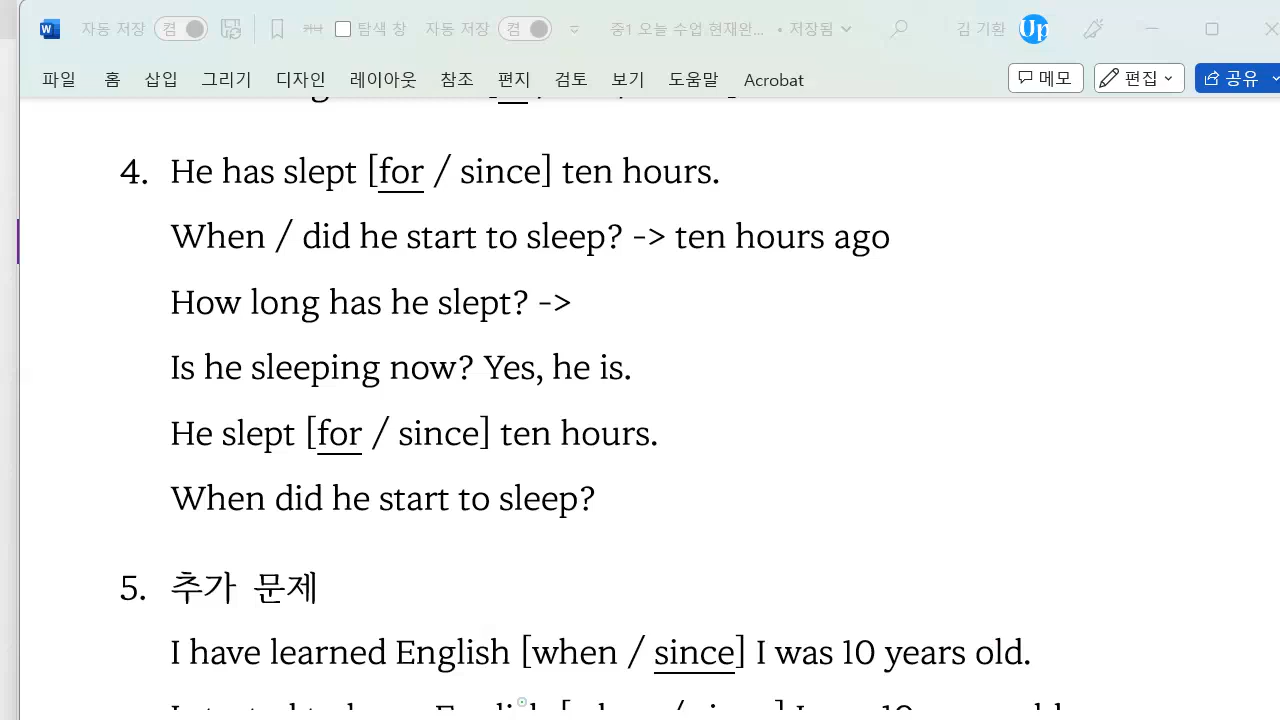 자동 저장 켬 가나 탐색 창 자동 저장 켬 중1 오늘 수업 현재완... • 저장됨 김 기환 Up
파일 홈 삽입 그리기 디자인 레이아웃 참조 편지 검토 보기 도움말 Acrobat 메모 편집 공유
4. He has slept [for / since] ten hours.
When / did he start to sleep? -> ten hours ago
How long has he slept? ->
Is he sleeping now? Yes, he is.
He slept [for / since] ten hours.
When did he start to sleep?
5. 추가 문제
I have learned English [when / since] I was 10 years old.